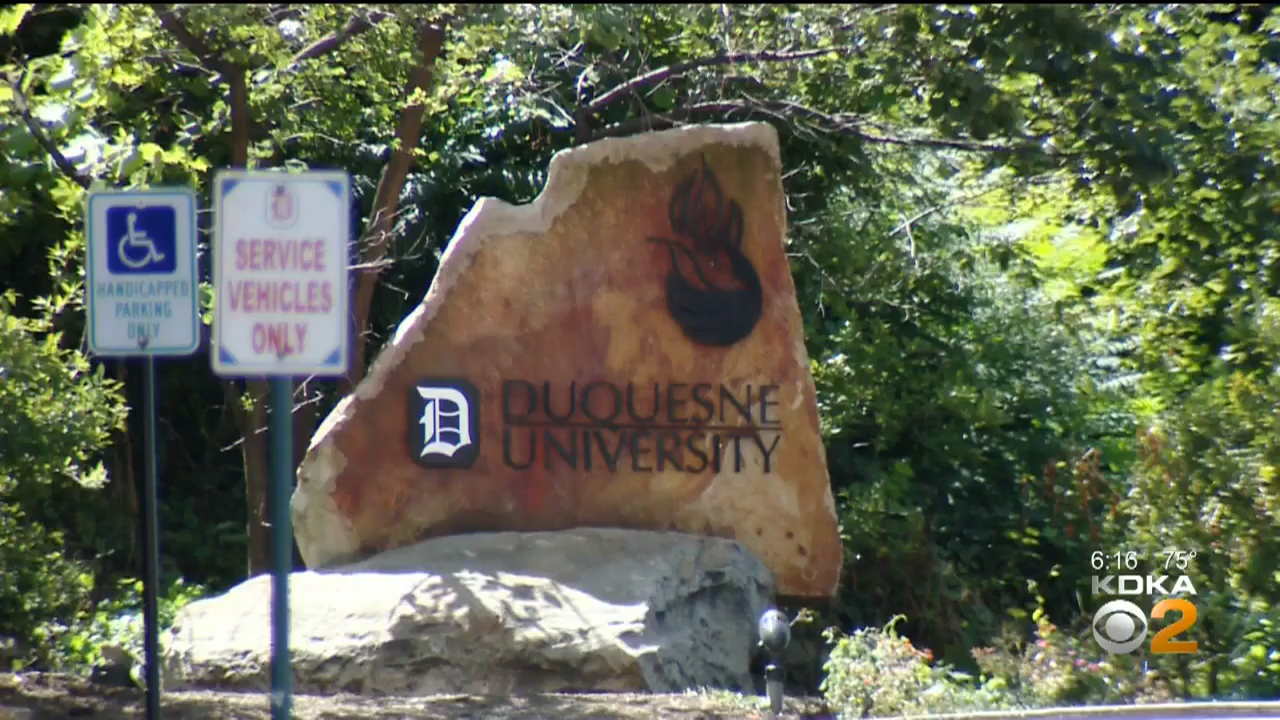 HANDICAPPED
PARKING
ONLY
SERVICE
VEHICLES
ONLY
D
DUQUESNE
UNIVERSITY
6:16 75°
KDKA
2